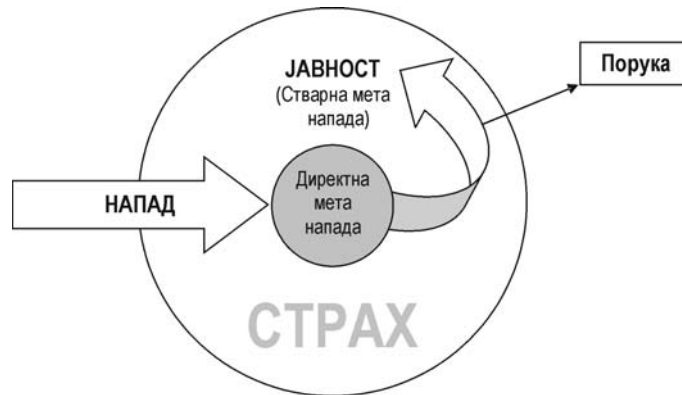 ЈАВНОСТ
(Стварна мета
напада)
Порука
НАПАД
Директна
мета
напада
СТРАХ